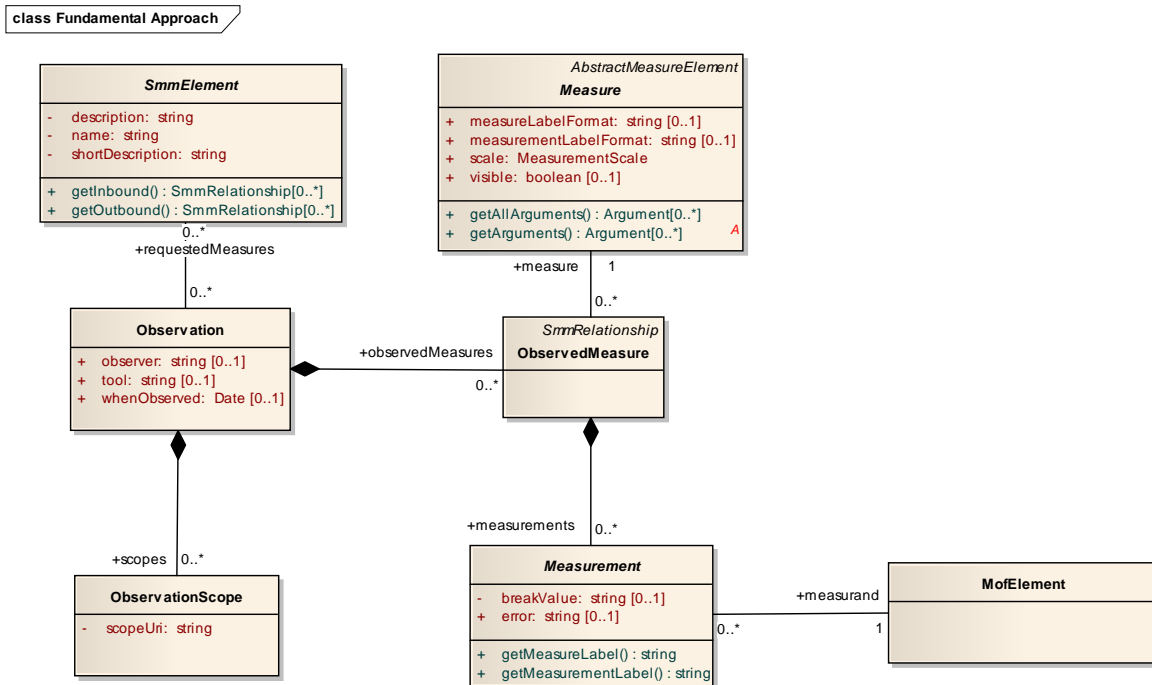 class Fundamental Approach
SmmElement
- description: string
- name: string
- shortDescription: string
+ getInbound() : SmmRelationship[0..*]
+ getOutbound() : SmmRelationship[0..*]
0..*
+requestedMeasures
0..*
AbstractMeasureElement
Measure
+ measureLabelFormat: string [0..1]
+ measurementLabelFormat: string [0..1]
+ scale: MeasurementScale
+ visible: boolean [0..1]
+ getAllArguments() : Argument[0..*]
+ getArguments() : Argument[0..*]
A
+measure 1
0..*
Observation
+ observer: string [0..1]
+ tool: string [0..1]
+ whenObserved: Date [0..1]
+observedMeasures
0..*
SmmRelationship
ObservedMeasure
+scopes 0..*
ObservationScope
- scopeUri: string
+measurements 0..*
Measurement
- breakValue: string [0..1]
+ error: string [0..1]
+ getMeasureLabel() : string
+ getMeasurementLabel() : string
+measurand
0..* 1
MofElement